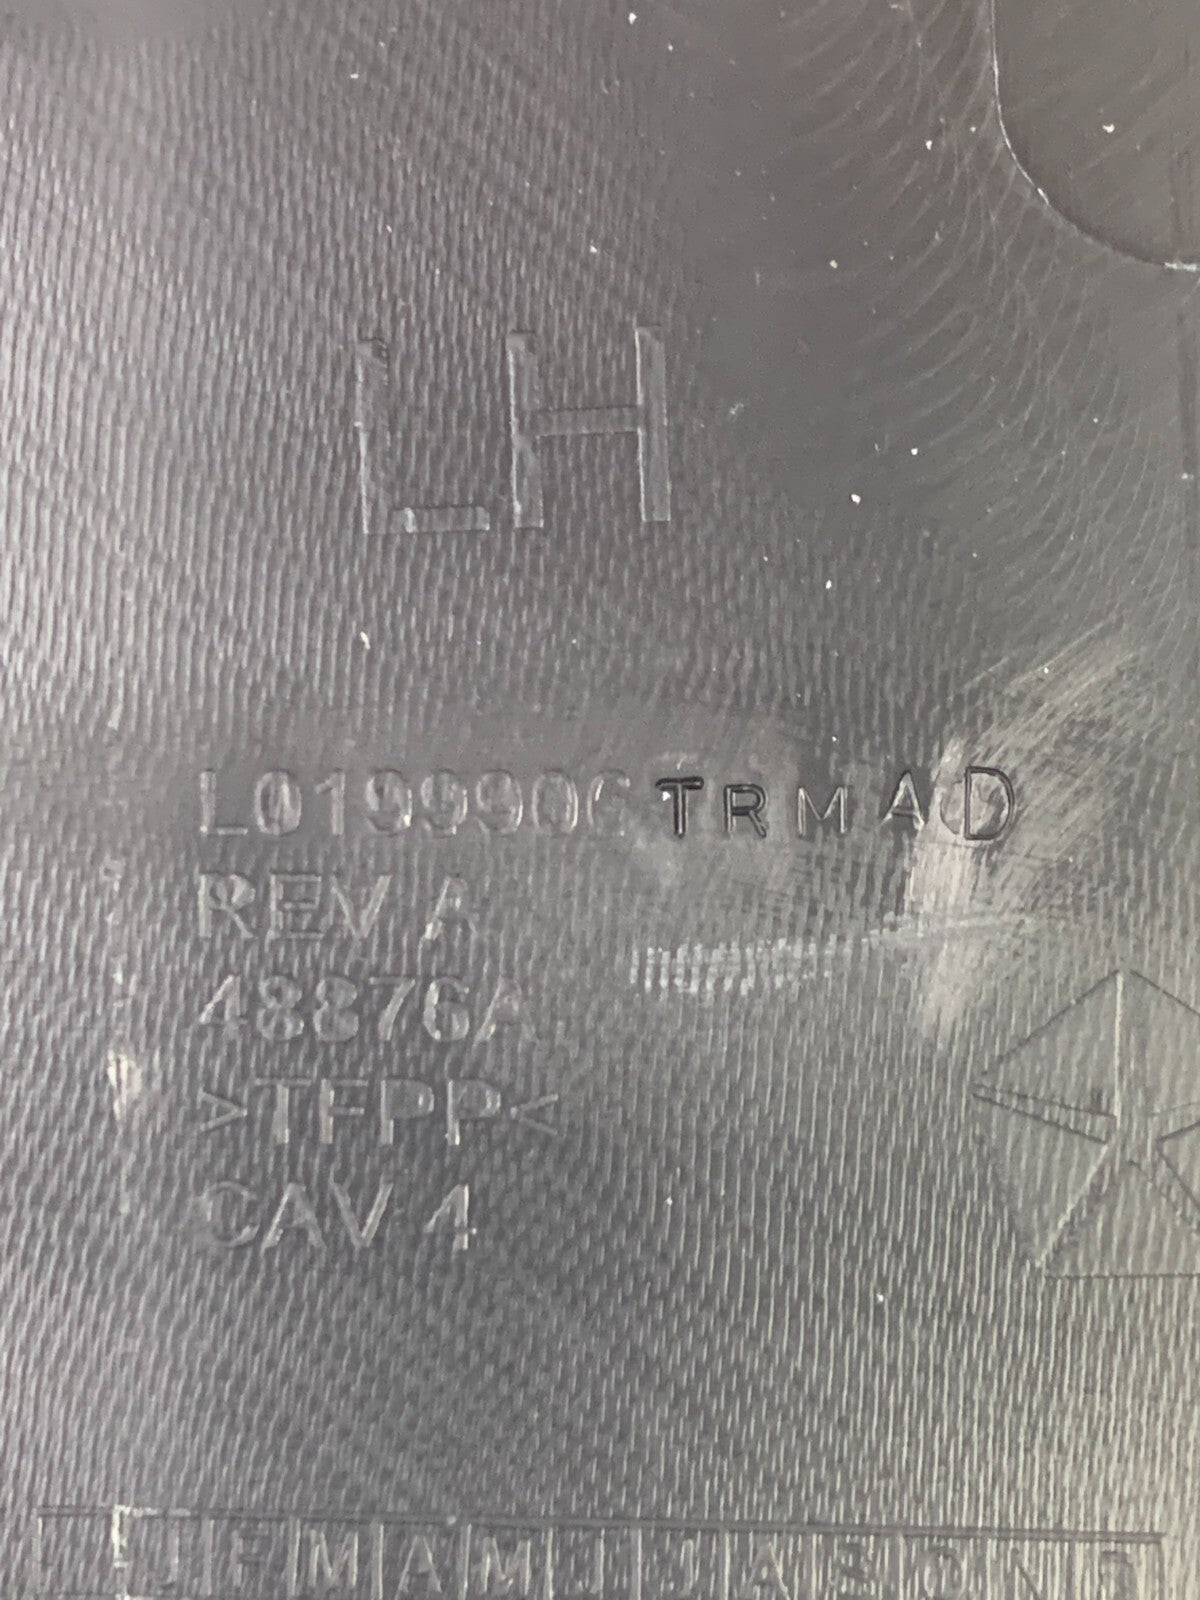 LH
L0199906TRMAD
REV A
48876A
>TFPP<
CAV 4
J F M A M J J A S O N D